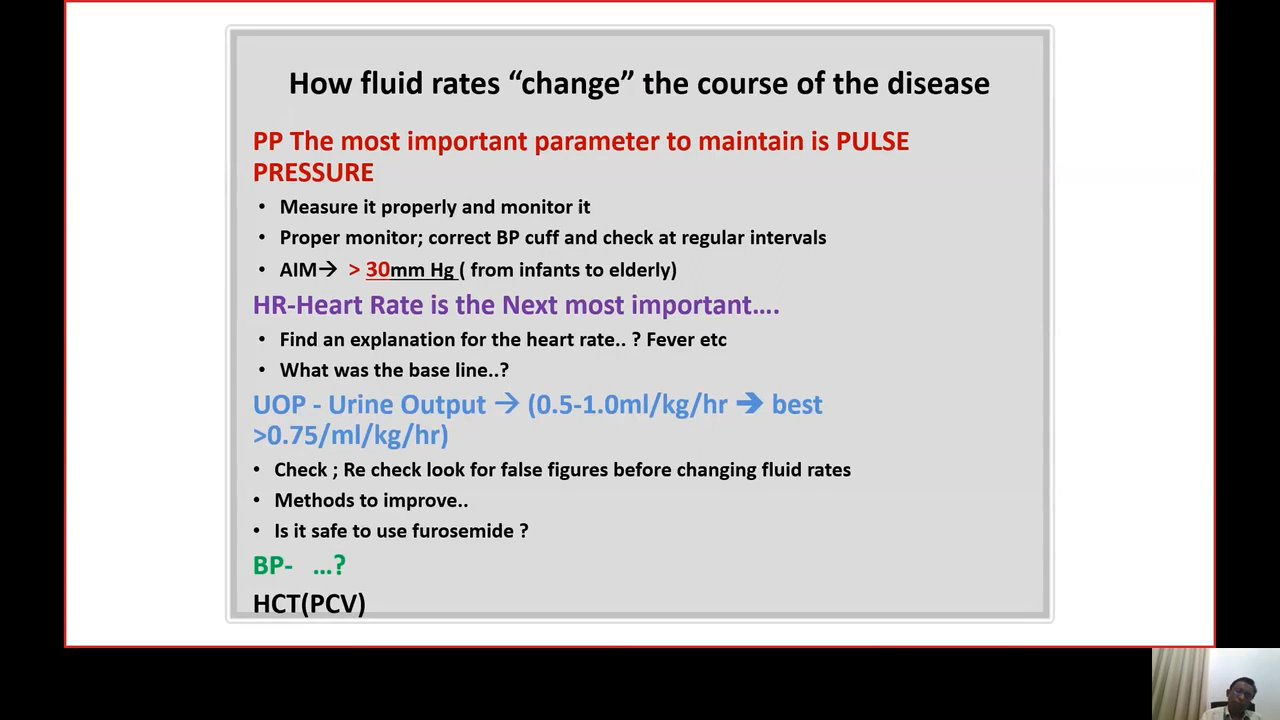 How fluid rates “change” the course of the disease
PP The most important parameter to maintain is PULSE
PRESSURE
• Measure it properly and monitor it
• Proper monitor; correct BP cuff and check at regular intervals
• AIM→ > 30mm Hg ( from infants to elderly)
HR-Heart Rate is the Next most important....
• Find an explanation for the heart rate.. ? Fever etc
• What was the base line..?
UOP - Urine Output → (0.5-1.0ml/kg/hr ➔ best
>0.75/ml/kg/hr)
• Check ; Re check look for false figures before changing fluid rates
• Methods to improve..
• Is it safe to use furosemide ?
BP- ...?
HCT(PCV)